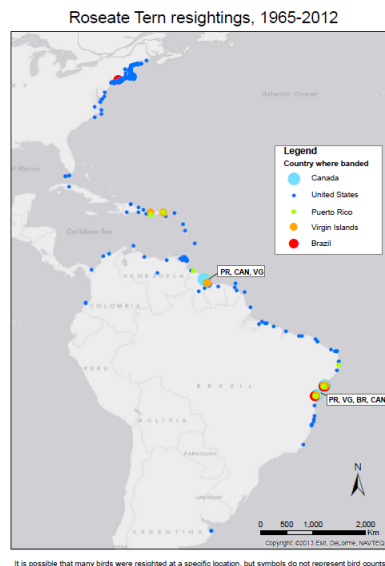 Roseate Tern resightings, 1965-2012
Atlantic Ocean
Legend
Country where banded
Canada
United States
Puerto Rico
Virgin Islands
Brazil
f Mexico
Caribbean Sea
PR, CAN, VG
VENEZUELA
COLOMBIA
PERU
BRAZIL
PR, VG, BR, CAN
BOLIVIA
PARAGUAY
N
URUGUAY
0 500 1,000 2,000
Km
ARGENTINA
CHILE
Copyright ©2013 Esri, DeLorme, NAVTEQ
It is possible that many birds were resighted at a specific location, but symbols do not represent bird counts